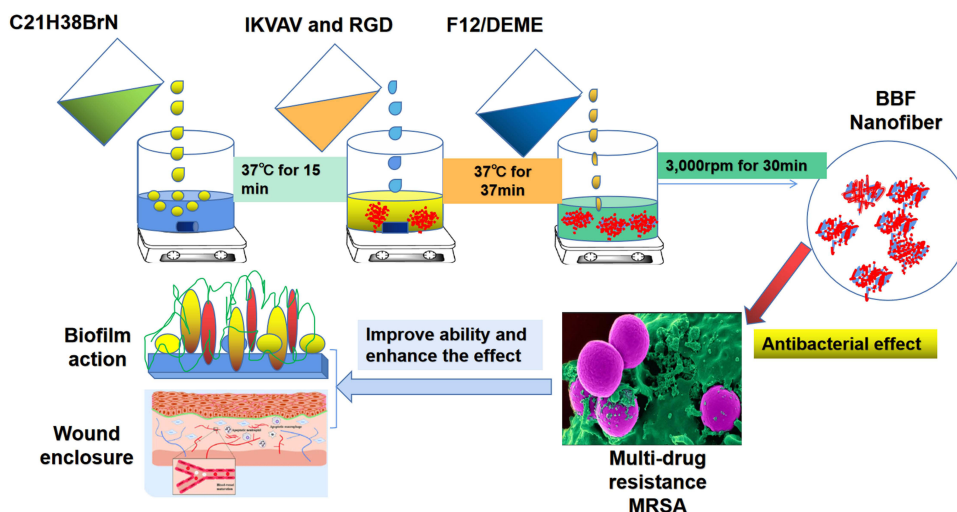 C21H38BrN
IKVAV and RGD
F12/DEME
BBF
Nanofiber
37℃ for 15
min
37℃ for
37min
3,000rpm for 30min
Biofilm
action
Improve ability and
enhance the effect
Antibacterial effect
Wound
enclosure
Multi-drug
resistance
MRSA